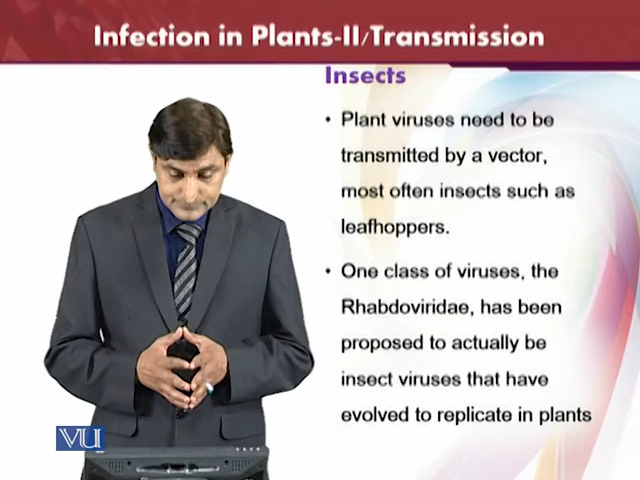 Infection in Plants-II/Transmission
Insects
• Plant viruses need to be
transmitted by a vector,
most often insects such as
leafhoppers.
• One class of viruses, the
Rhabdoviridae, has been
proposed to actually be
insect viruses that have
evolved to replicate in plants
VU